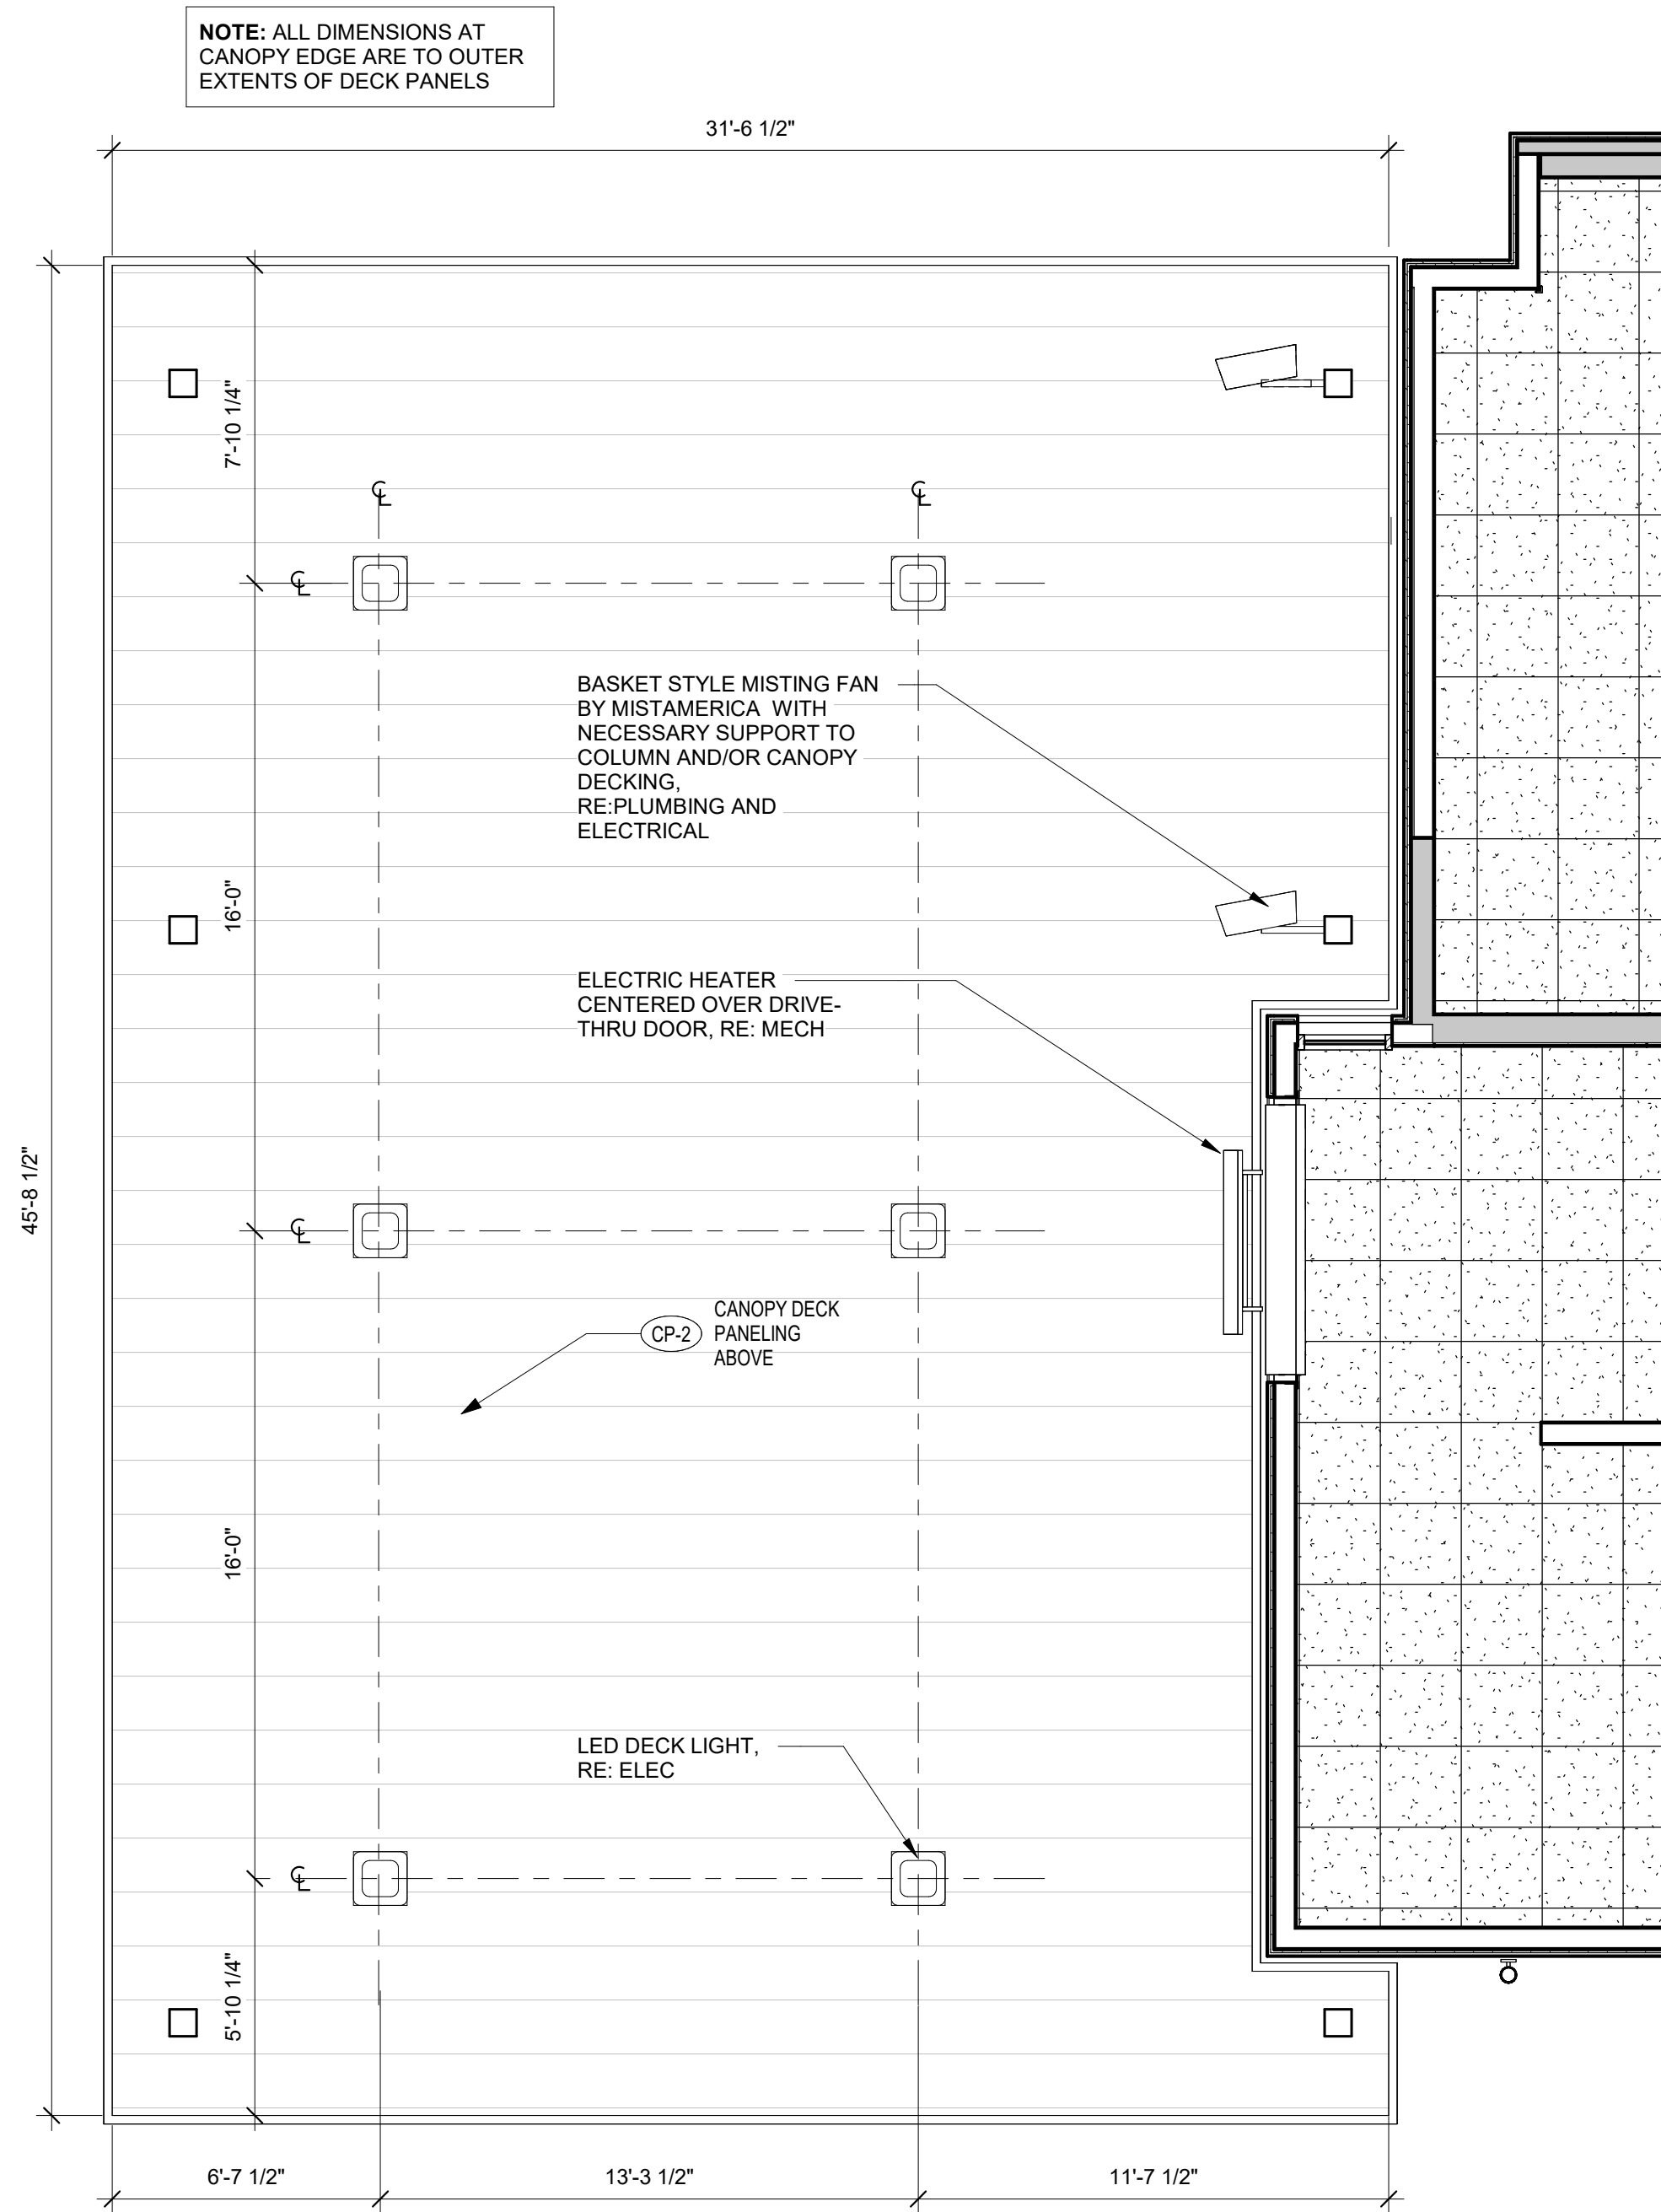 NOTE: ALL DIMENSIONS AT
CANOPY EDGE ARE TO OUTER
EXTENTS OF DECK PANELS
31'-6 1/2"
7'-10 1/4"
℄
℄
℄
BASKET STYLE MISTING FAN
BY MISTAMERICA WITH
NECESSARY SUPPORT TO
COLUMN AND/OR CANOPY
DECKING,
RE:PLUMBING AND
ELECTRICAL
16'-0"
ELECTRIC HEATER
CENTERED OVER DRIVE-
THRU DOOR, RE: MECH
45'-8 1/2"
℄
CP-2
CANOPY DECK
PANELING
ABOVE
16'-0"
LED DECK LIGHT,
RE: ELEC
℄
5'-10 1/4"
6'-7 1/2"
13'-3 1/2"
11'-7 1/2"